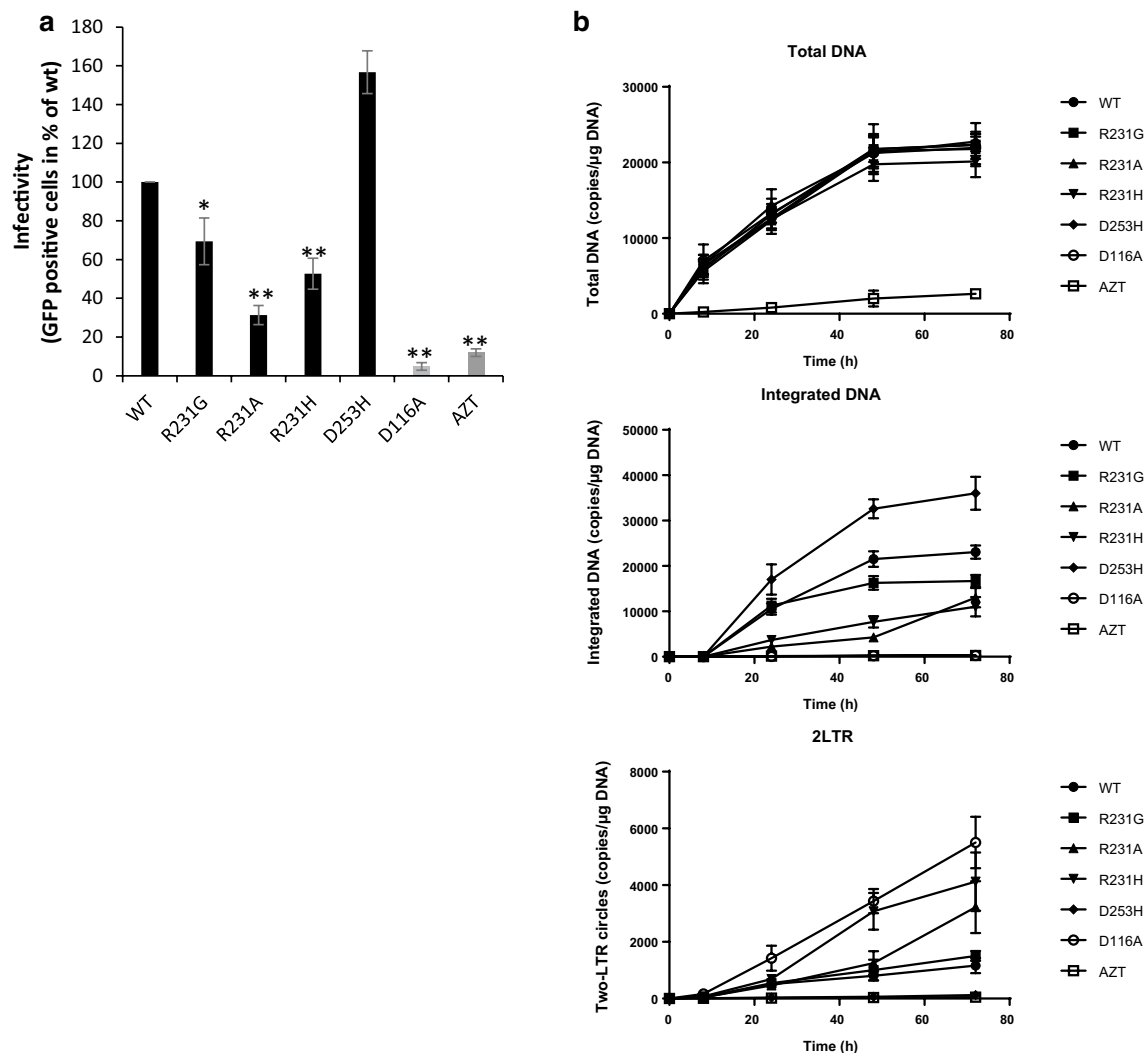 a
Infectivity
(GFP positive cells in % of wt)
180
160
140
120
100
80
60
40
20
0
*
**
**
**
**
WT
R231G
R231A
R231H
D253H
D116A
AZT
b
Total DNA
Total DNA (copies/µg DNA)
30000
20000
10000
0
0
20
40
60
80
Time (h)
WT
R231G
R231A
R231H
D253H
D116A
AZT
Integrated DNA
Integrated DNA (copies/µg DNA)
50000
40000
30000
20000
10000
0
0
20
40
60
80
Time (h)
WT
R231G
R231A
R231H
D253H
D116A
AZT
2LTR
Two-LTR circles (copies/µg DNA)
8000
6000
4000
2000
0
0
20
40
60
80
Time (h)
WT
R231G
R231A
R231H
D253H
D116A
AZT